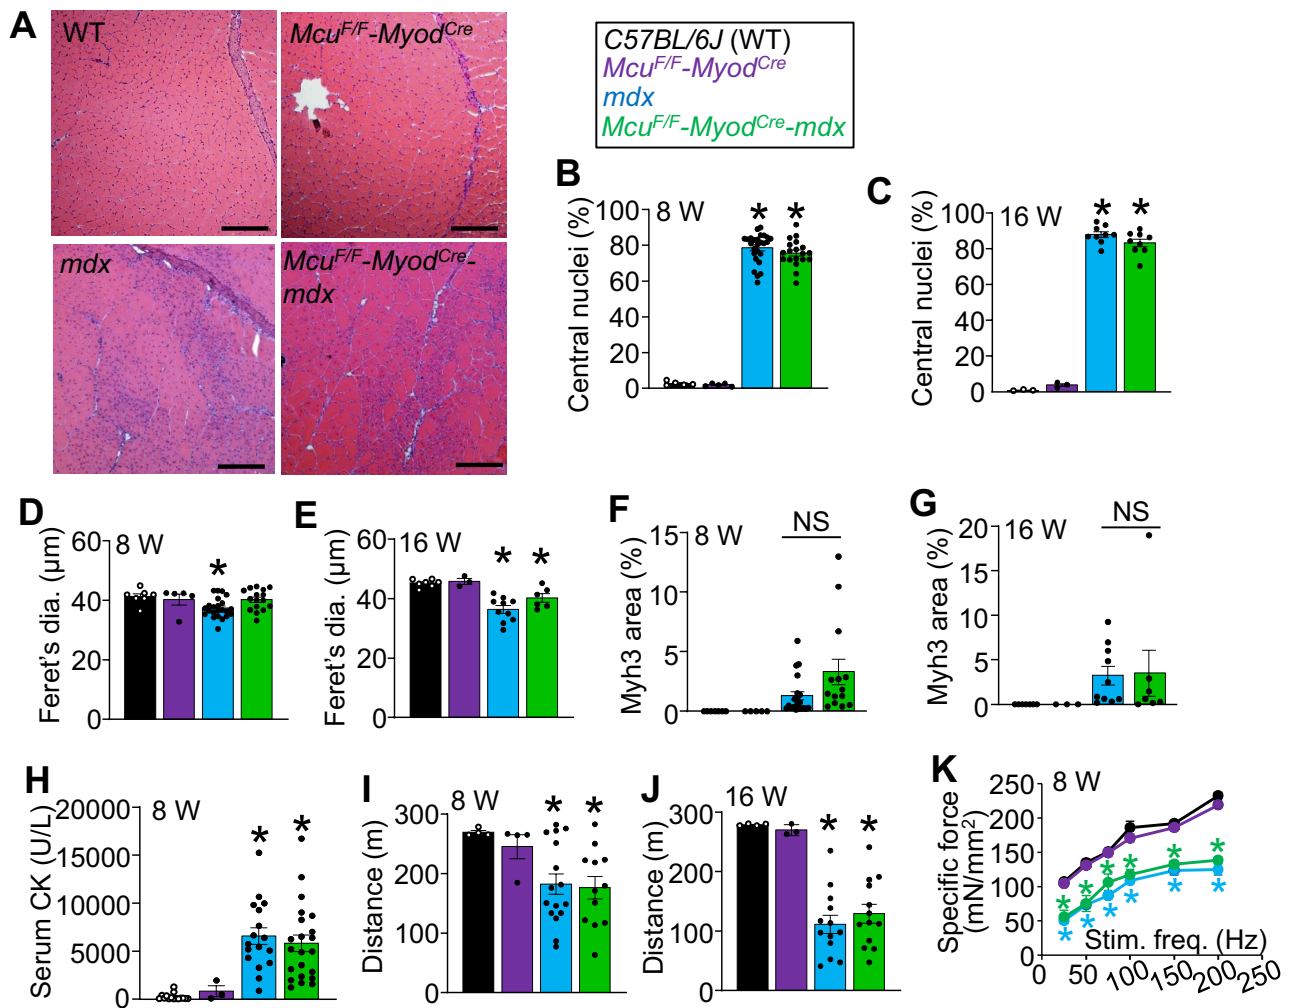 A
WT
Mcu^F/F-Myod^Cre
mdx
Mcu^F/F-Myod^Cre-
mdx
C57BL/6J (WT)
Mcu^F/F-Myod^Cre
mdx
Mcu^F/F-Myod^Cre-mdx
B
8 W
Central nuclei (%)
100
80
60
40
20
0
* *
C
16 W
Central nuclei (%)
100
80
60
40
20
0
* *
D
8 W
Feret's dia. (μm)
60
40
20
0
*
E
16 W
Feret's dia. (μm)
60
40
20
0
* *
F
8 W
NS
Myh3 area (%)
15
10
5
0
G
16 W
NS
Myh3 area (%)
20
15
10
5
0
H
8 W
Serum CK (U/L)
20000
15000
10000
5000
0
* *
I
8 W
Distance (m)
300
200
100
0
* *
J
16 W
Distance (m)
300
200
100
0
* *
K
8 W
Specific force
(mN/mm²)
250
200
150
100
50
0
* * * * * *
* * * * * *
Stim. freq. (Hz)
0 50 100 150 200 250